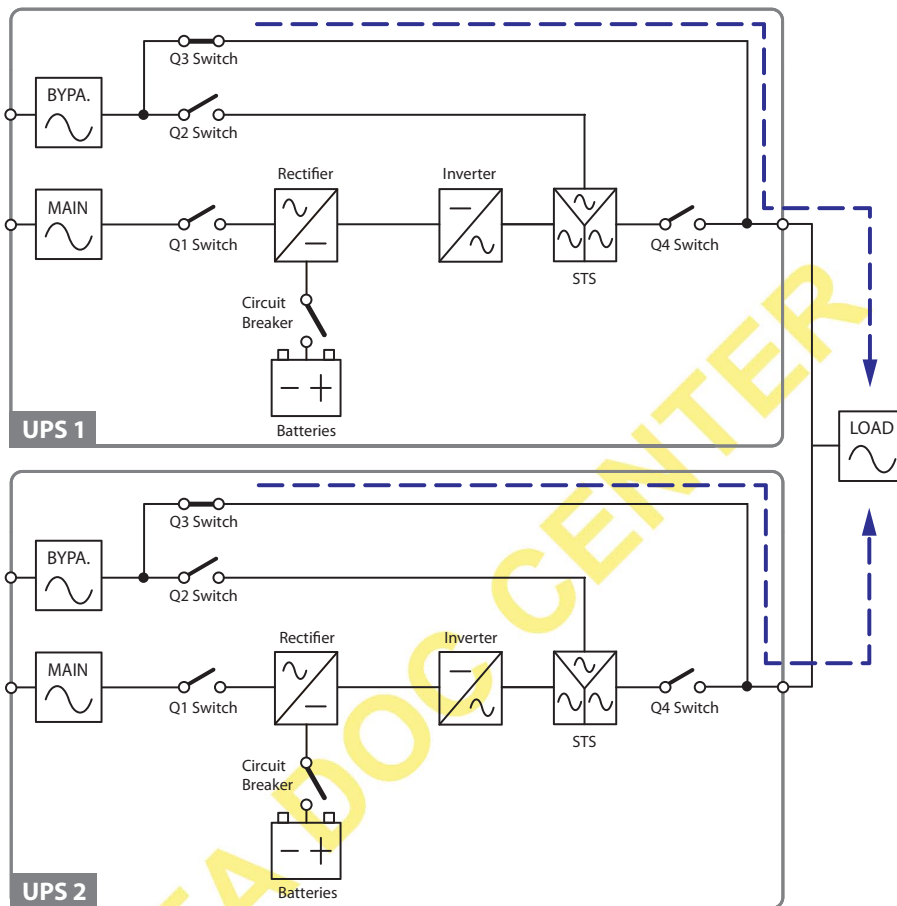 Q3 Switch
BYPA.
Q2 Switch
Rectifier
Inverter
MAIN
Q1 Switch
STS
Q4 Switch
Circuit
Breaker
− +
Batteries
UPS 1
LOAD
Q3 Switch
BYPA.
Q2 Switch
Rectifier
Inverter
MAIN
Q1 Switch
STS
Q4 Switch
Circuit
Breaker
− +
Batteries
UPS 2
TA DOC CENTER